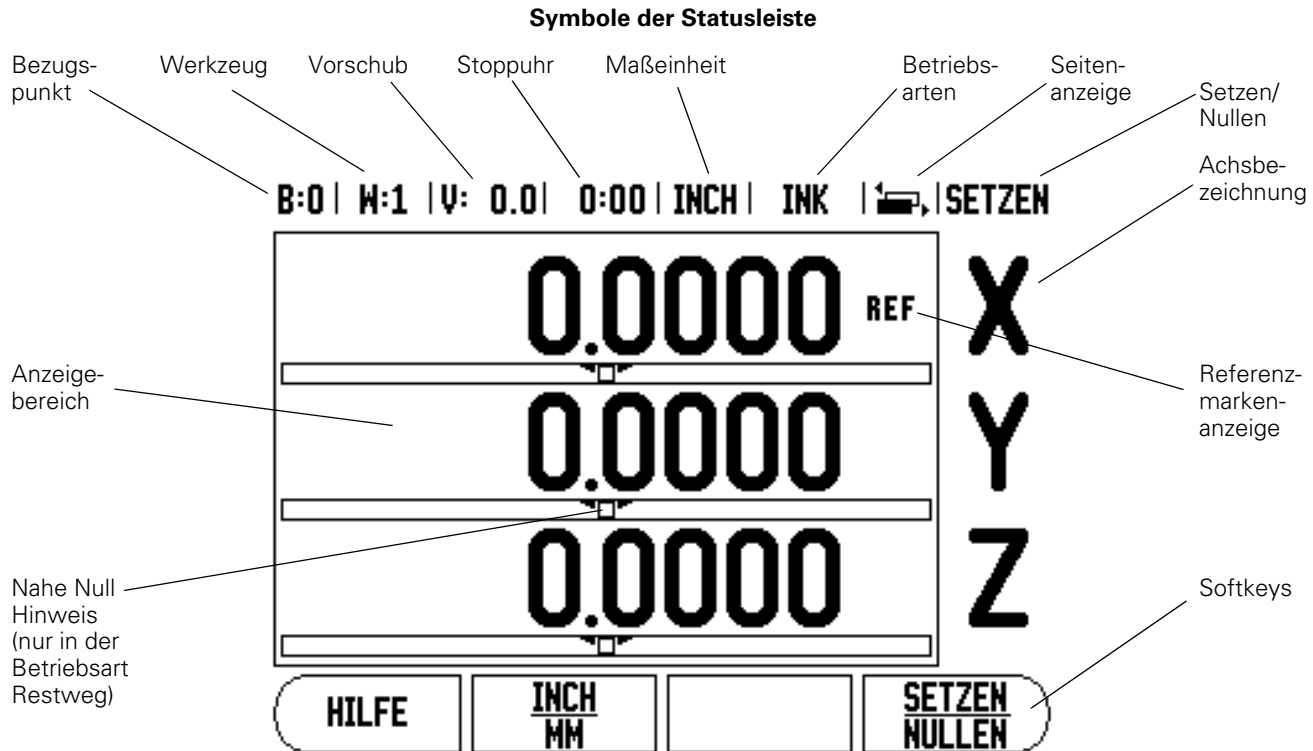 Symbole der Statusleiste
Bezugs-
punkt
Werkzeug
Vorschub
Stoppuhr
Maßeinheit
Betriebs-
arten
Seiten-
anzeige
Setzen/
Nullen
Achsbe-
zeichnung
B:0 | W:1 | V: 0.0 | 0:00 | INCH | INK | | SETZEN
0.0000 REF X
Anzeige-
bereich
Referenz-
marken-
anzeige
0.0000 Y
0.0000 Z
Nahe Null
Hinweis
(nur in der
Betriebsart
Restweg)
Softkeys
HILFE
INCH
MM
SETZEN
NULLEN